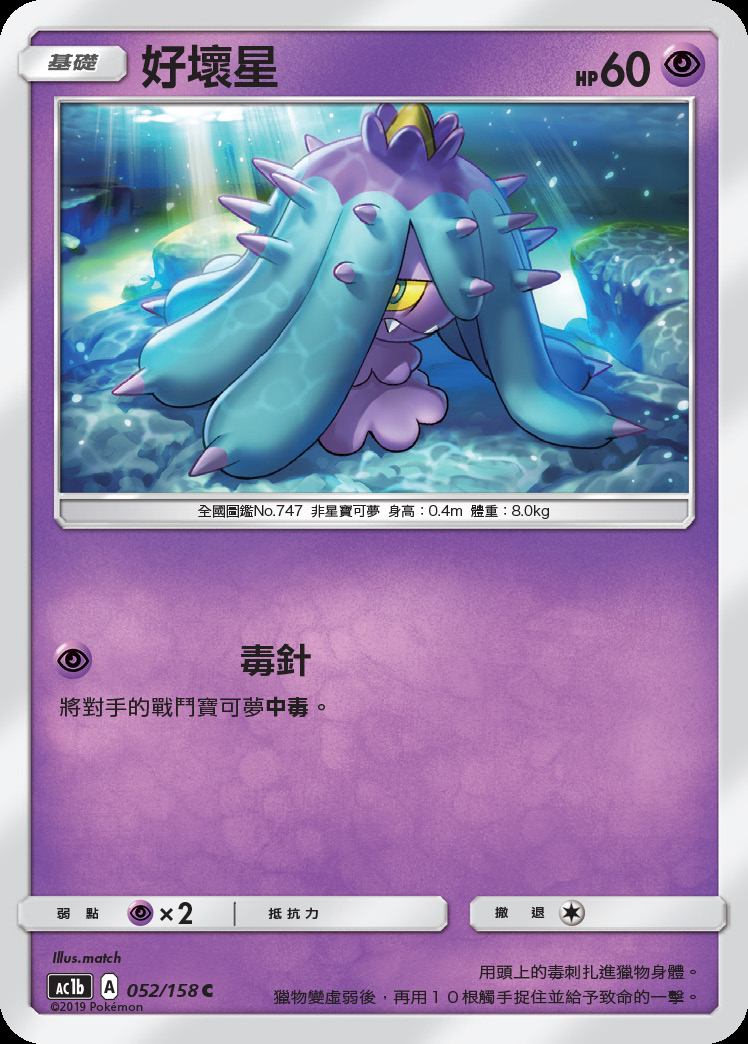 基礎 好壞星 HP60
全國圖鑑No.747 非星寶可夢 身高：0.4m 體重：8.0kg
毒針
將對手的戰鬥寶可夢中毒。
弱點 ×2 抵抗力 撤退
Illus.match
AC1b A 052/158 C
©2019 Pokémon
用頭上的毒刺扎進獵物身體。
獵物變虛弱後，再用１０根觸手捉住並給予致命的一擊。